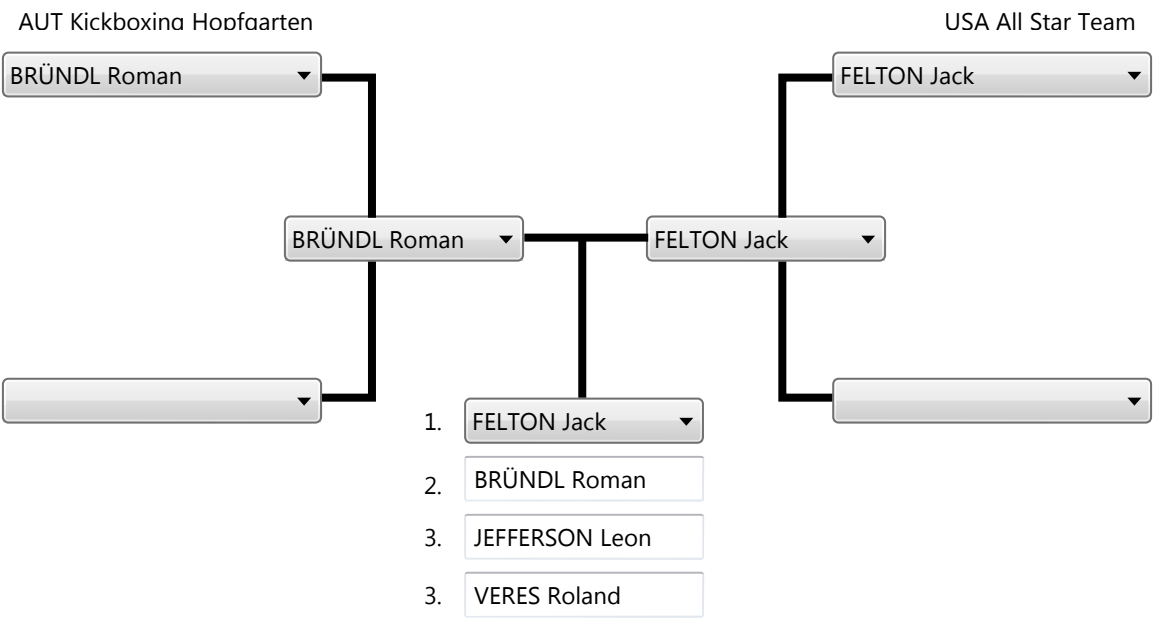 AUT Kickboxing Hopfgarten
USA All Star Team
BRÜNDL Roman
FELTON Jack
BRÜNDL Roman
FELTON Jack
1. FELTON Jack
2. BRÜNDL Roman
3. JEFFERSON Leon
3. VERES Roland